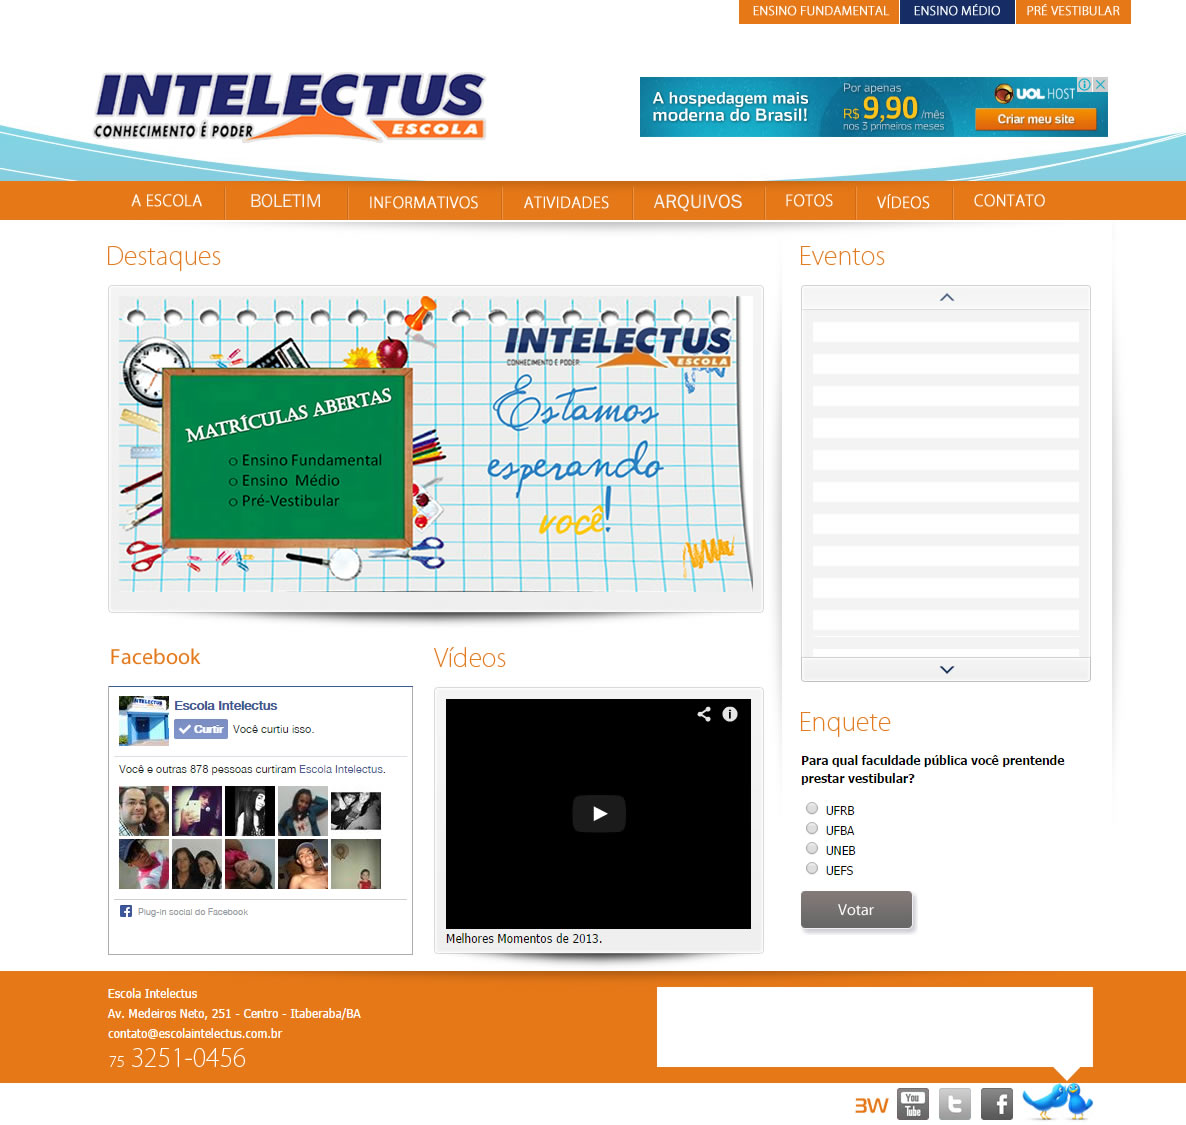 ENSINO FUNDAMENTAL
ENSINO MÉDIO
PRÉ VESTIBULAR
INTELECTUS
CONHECIMENTO É PODER
ESCOLA
A hospedagem mais
moderna do Brasil!
Por apenas
R$ 9,90 /mês
nos 3 primeiros meses
UOL HOST
Criar meu site
A ESCOLA
BOLETIM
INFORMATIVOS
ATIVIDADES
ARQUIVOS
FOTOS
VÍDEOS
CONTATO
Destaques
INTELECTUS
CONHECIMENTO É PODER
ESCOLA
MATRÍCULAS ABERTAS
o Ensino Fundamental
o Ensino Médio
o Pré-Vestibular
Estamos
esperando
você!
Eventos
Facebook
INTELECTUS
Escola Intelectus
Curtir
Você curtiu isso.
Você e outras 878 pessoas curtiram Escola Intelectus.
Plug-in social do Facebook
Vídeos
Melhores Momentos de 2013.
Enquete
Para qual faculdade pública você prentende
prestar vestibular?
UFRB
UFBA
UNEB
UEFS
Votar
Escola Intelectus
Av. Medeiros Neto, 251 - Centro - Itaberaba/BA
contato@escolaintelectus.com.br
75 3251-0456
3W
You
Tube